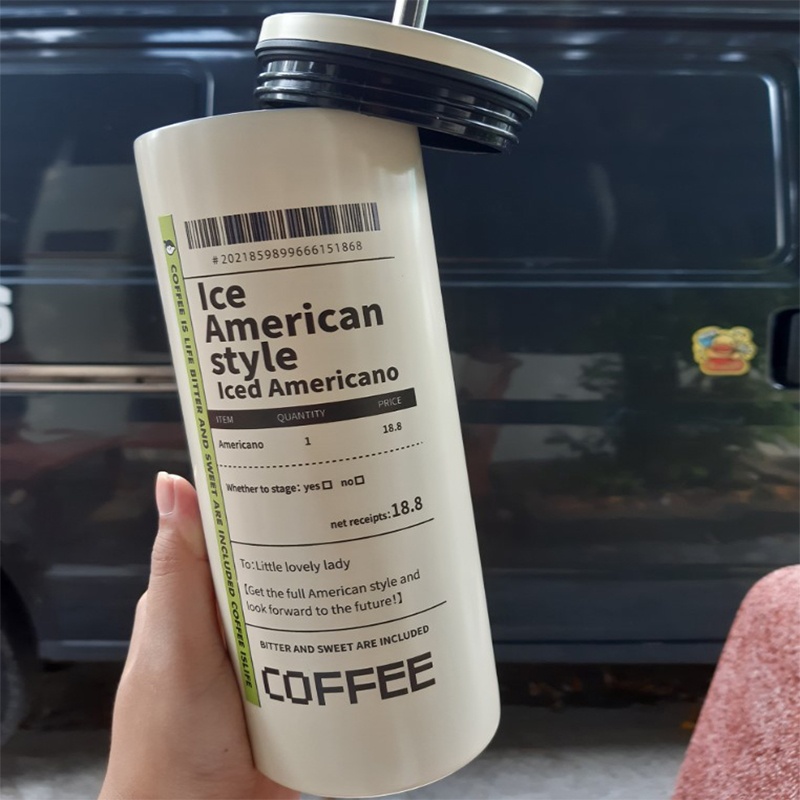 #2021859899666151868
Ice
American
style
Iced Americano
ITEM QUANTITY PRICE
Americano 1 18.8
Whether to stage: yes□ no□
net receipts:18.8
To:Little lovely lady
【Get the full American style and
look forward to the future!】
BITTER AND SWEET ARE INCLUDED
COFFEE
COFFEE IS LIFE BITTER AND SWEET ARE INCLUDED COFFEE ISLIFE